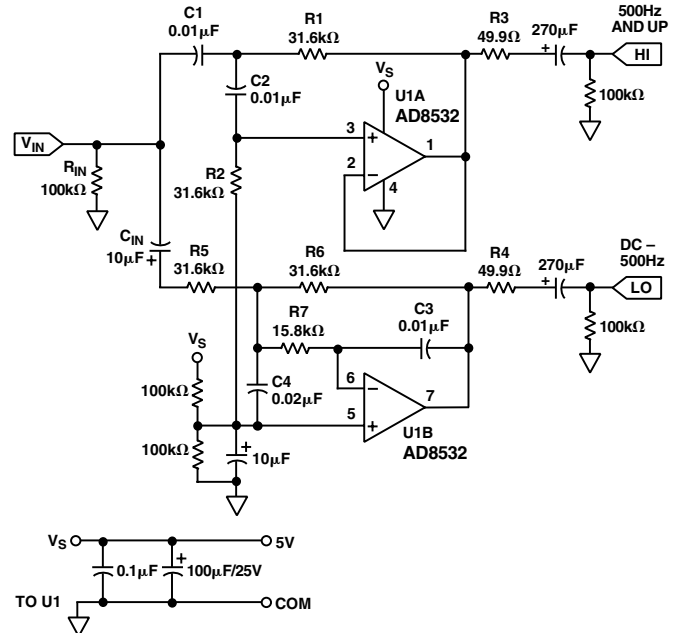 C1
0.01µF
R1
31.6kΩ
R3
49.9Ω
270µF
+
500Hz
AND UP
HI
100kΩ
C2
0.01µF
VS
U1A
AD8532
3
+
2
−
1
4
VIN
RIN
100kΩ
R2
31.6kΩ
CIN
10µF
+
R5
31.6kΩ
R6
31.6kΩ
R4
49.9Ω
270µF
+
DC –
500Hz
LO
100kΩ
R7
15.8kΩ
C3
0.01µF
VS
100kΩ
C4
0.02µF
6
−
5
+
7
U1B
AD8532
100kΩ
+
10µF
VS
5V
0.1µF
+
100µF/25V
TO U1
COM